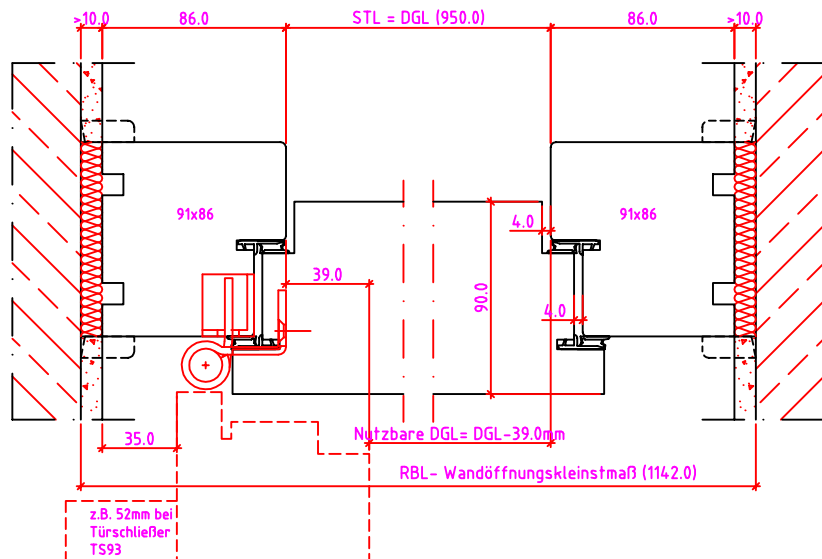 >10.0
86.0
STL = DGL (950.0)
86.0
>10.0
91x86
91x86
4.0
39.0
90.0
4.0
Nutzbare DGL= DGL-39.0mm
35.0
RBL- Wandöffnungskleinstmaß (1142.0)
z.B. 52mm bei
Türschließer
TS93